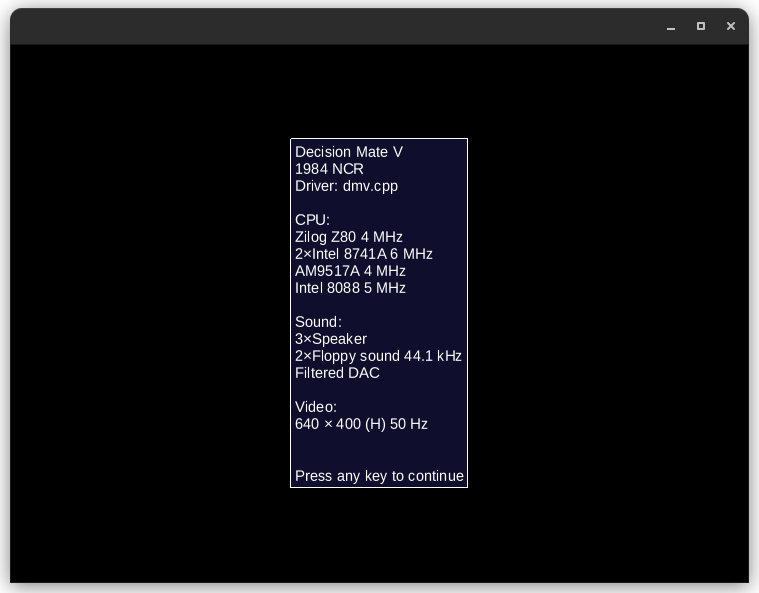 Decision Mate V
1984 NCR
Driver: dmv.cpp
CPU:
Zilog Z80 4 MHz
2×Intel 8741A 6 MHz
AM9517A 4 MHz
Intel 8088 5 MHz
Sound:
3×Speaker
2×Floppy sound 44.1 kHz
Filtered DAC
Video:
640 × 400 (H) 50 Hz
Press any key to continue